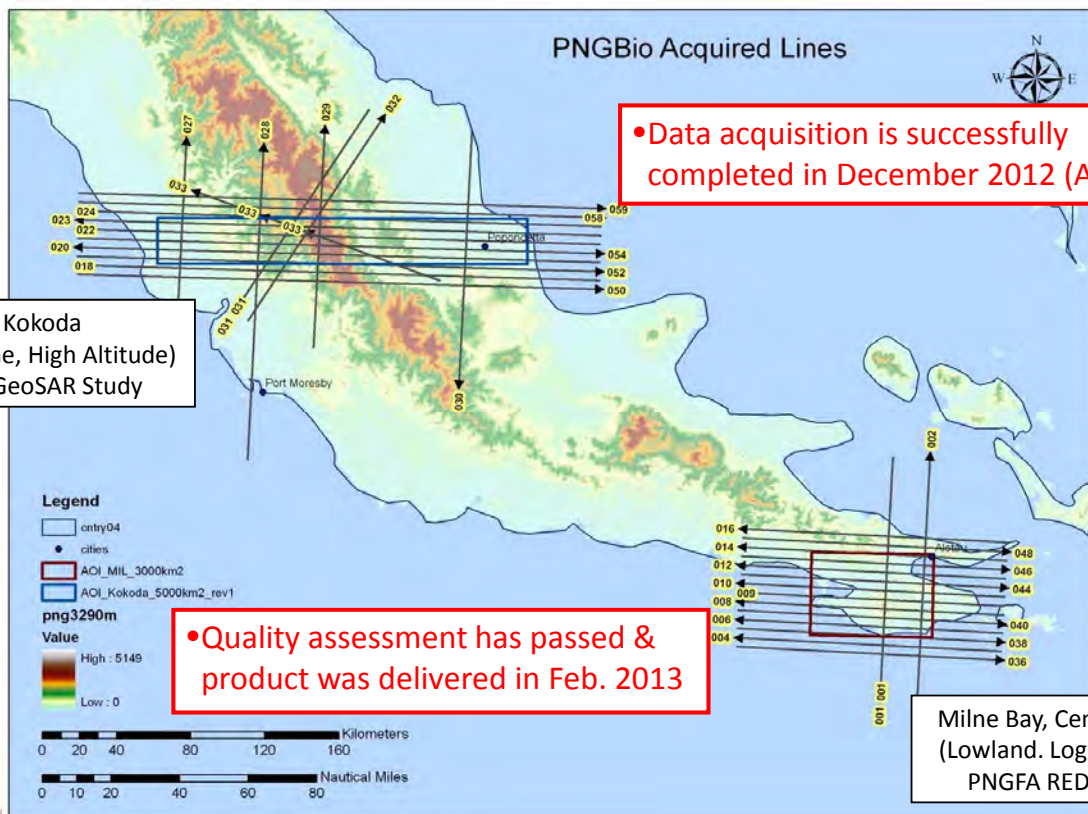 PNGBio Acquired Lines
N
W E
•Data acquisition is successfully
completed in December 2012 (A
027
028
029
032
033
033
033
024
023
022
020
018
059
058
054
052
050
Popondetta
031 031
030
Kokoda
e, High Altitude)
GeoSAR Study
Port Moresby
002
016
014
012
010
009
008
006
004
Alotau
048
046
044
040
038
036
001 001
Legend
cntry04
cities
AOI_MIL_3000km2
AOI_Kokoda_5000km2_rev1
png3290m
Value
High : 5149
Low : 0
•Quality assessment has passed &
product was delivered in Feb. 2013
Kilometers
0 20 40 80 120 160
Nautical Miles
0 10 20 40 60 80
Milne Bay, Cen
(Lowland. Log
PNGFA RED